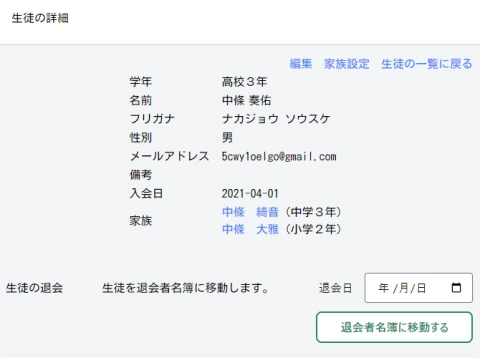 生徒の詳細
編集 家族設定 生徒の一覧に戻る
学年 高校３年
名前 中條 奏佑
フリガナ ナカジョウ ソウスケ
性別 男
メールアドレス 5cwy1oelgo@gmail.com
備考
入会日 2021-04-01
家族 中條　綺音（中学３年）
中條　大雅（小学２年）
生徒の退会 生徒を退会者名簿に移動します。 退会日 年/月/日
退会者名簿に移動する